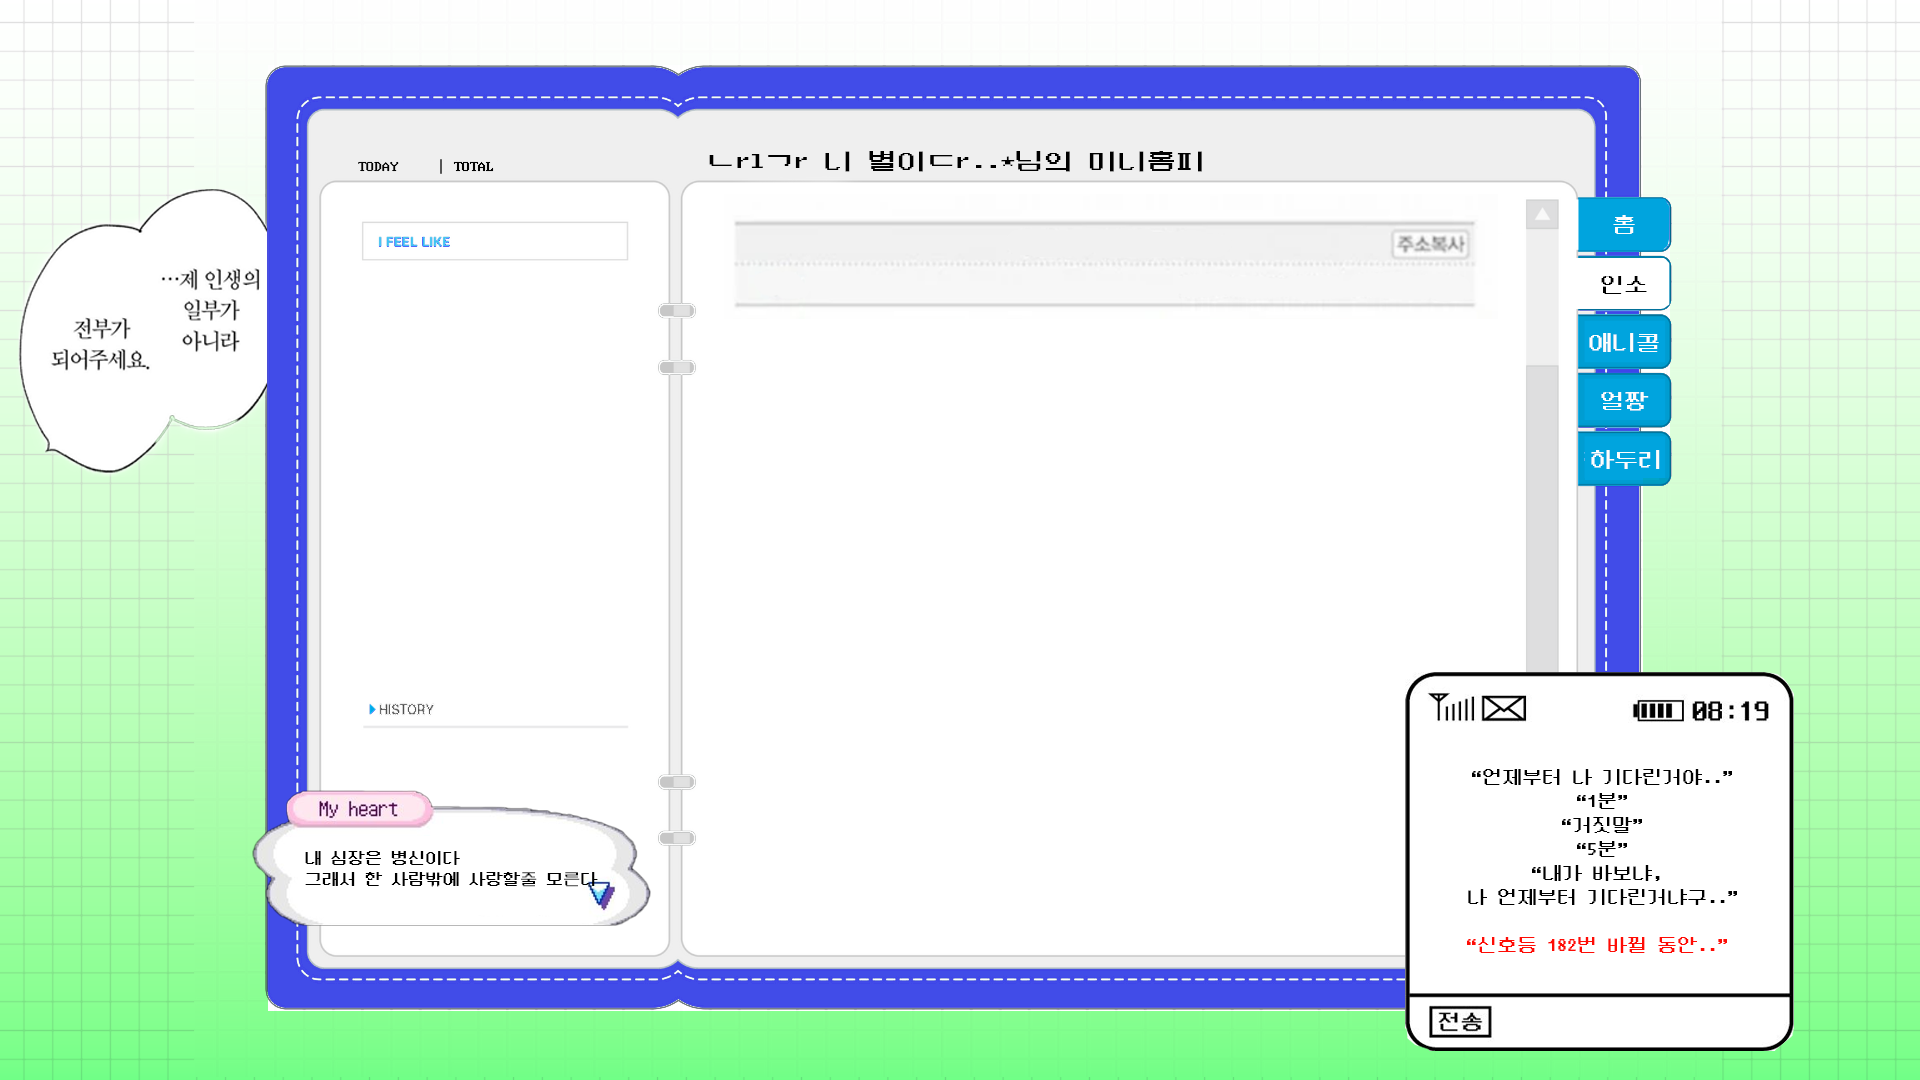 TODAY | TOTAL
ㄴr1ㄱr 너 별이ㄷr..*님의 미니홈피
…제 인생의
일부가
아니라
전부가
되어주세요.
I FEEL LIKE
주소복사
홈
인소
애니콜
얼짱
하두리
HISTORY
My heart
내 심장은 병신이다
그래서 한 사람밖에 사랑할줄 모른다
08:19
“언제부터 나 기다린거야..”
“1분”
“거짓말”
“5분”
“내가 바보냐,
나 언제부터 기다린거냐구..”
“신호등 182번 바뀔 동안..”
전송